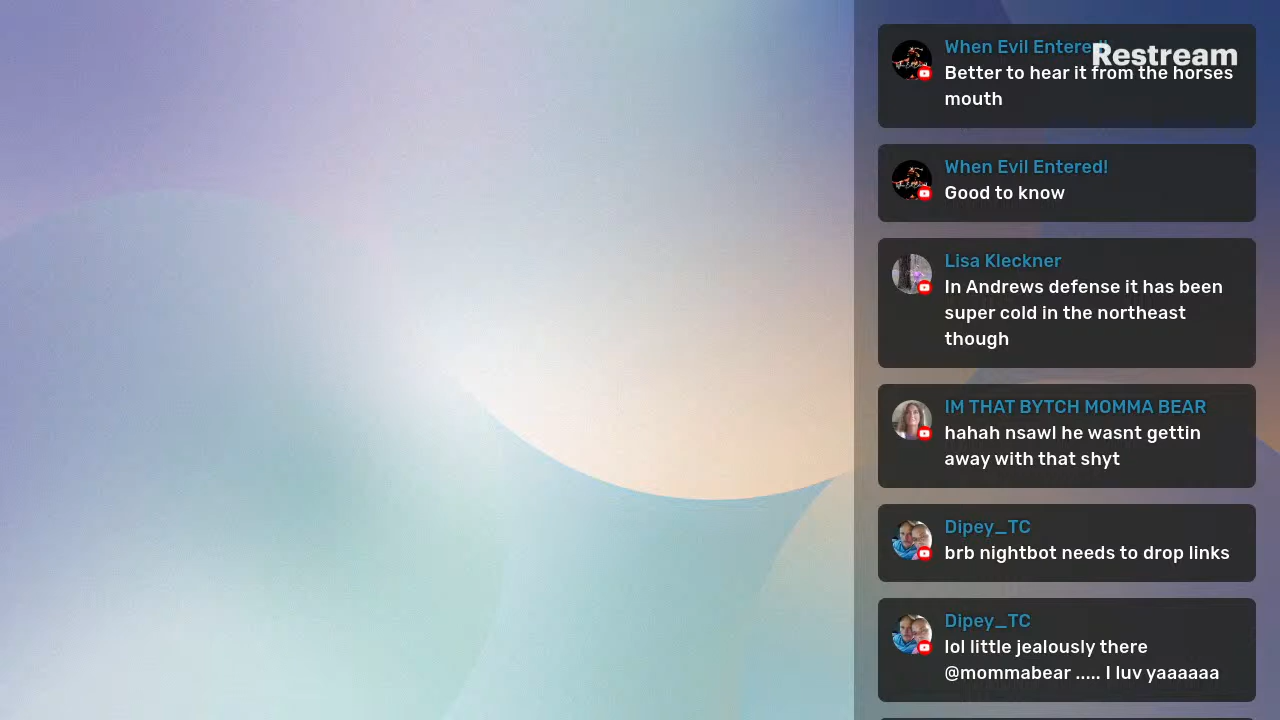 When Evil Entered!
Restream
Better to hear it from the horses
mouth
When Evil Entered!
Good to know
Lisa Kleckner
In Andrews defense it has been
super cold in the northeast
though
IM THAT BYTCH MOMMA BEAR
hahah nsawl he wasnt gettin
away with that shyt
Dipey_TC
brb nightbot needs to drop links
Dipey_TC
lol little jealously there
@mommabear ..... I luv yaaaaaa